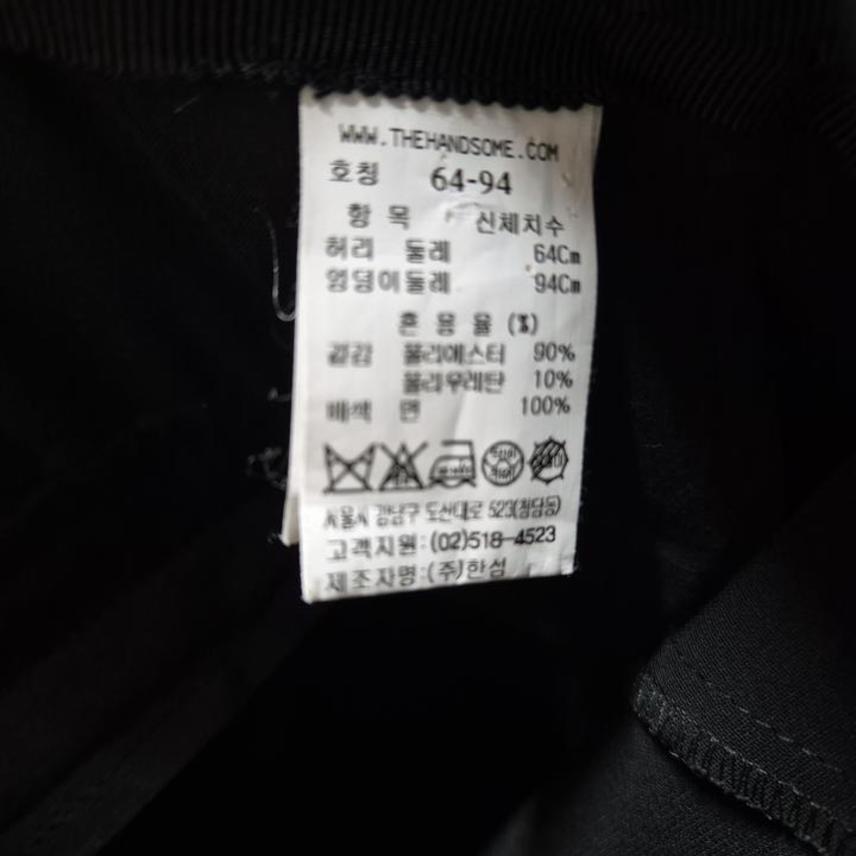 WWW.THEHANDSOME.COM
호칭 64-94
항 목 신체치수
허리 둘레 64Cm
엉덩이둘레 94Cm
혼 용 율 (%)
겉감 폴리에스터 90%
폴리우레탄 10%
배색 면 100%
서울시 강남구 도산대로 523(청담동)
고객지원:(02)518-4523
제조자명:(주)한섬